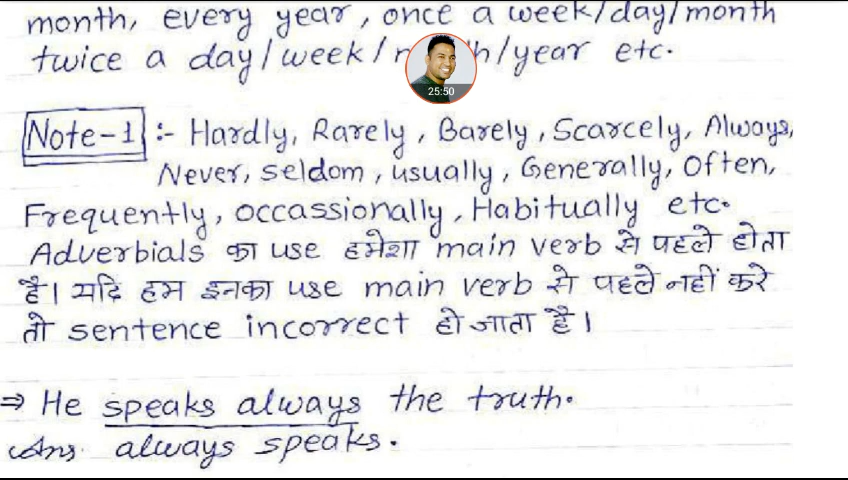 month, every year, once a week/day/month
twice a day/week/ /year etc.
25:50
Note-1 :- Hardly, Rarely, Barely, Scarcely, Always,
Never, seldom, usually, Generally, Often,
Frequently, occassionally, Habitually etc.
Adverbials का use हमेशा main verb से पहले होता
है। यदि हम इनका use main verb से पहले नहीं करे
तो sentence incorrect हो जाता है।
⇒ He speaks always the truth.
Ans. always speaks.